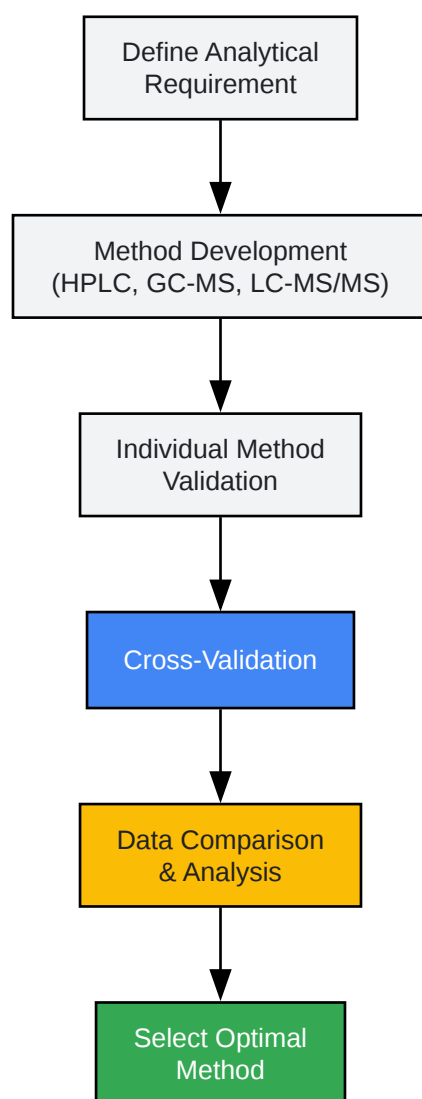 Define Analytical
Requirement
Method Development
(HPLC, GC-MS, LC-MS/MS)
Individual Method
Validation
Cross-Validation
Data Comparison
& Analysis
Select Optimal
Method